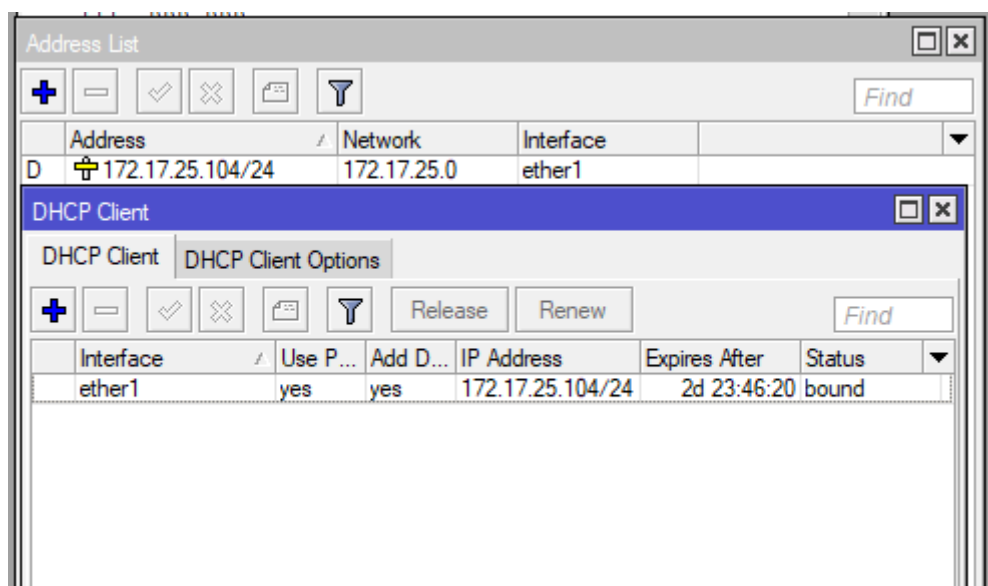 Address List
Find
Address Network Interface
D 172.17.25.104/24 172.17.25.0 ether1
DHCP Client
DHCP Client DHCP Client Options
Release Renew Find
Interface Use P... Add D... IP Address Expires After Status
ether1 yes yes 172.17.25.104/24 2d 23:46:20 bound